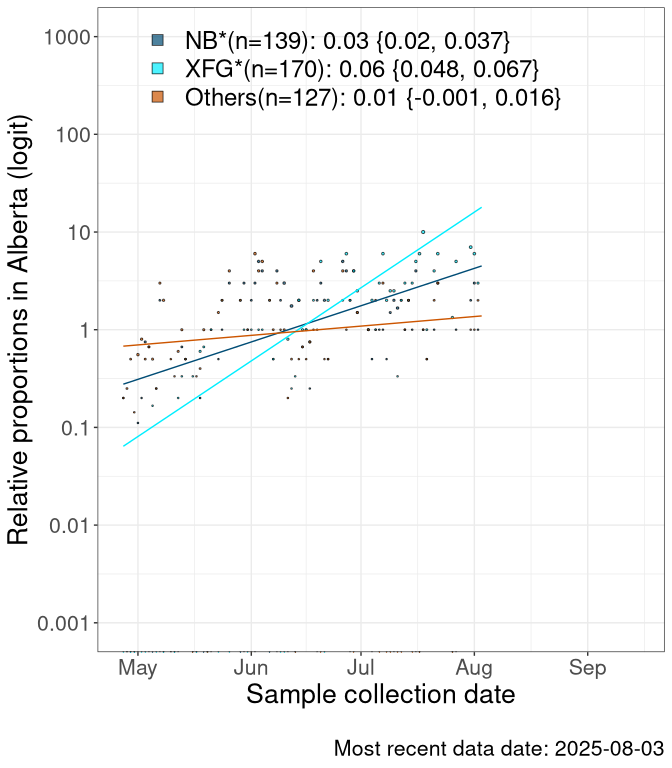 NB*(n=139): 0.03 {0.02, 0.037}
XFG*(n=170): 0.06 {0.048, 0.067}
Others(n=127): 0.01 {-0.001, 0.016}
Relative proportions in Alberta (logit)
1000
100
10
1
0.1
0.01
0.001
May Jun Jul Aug Sep
Sample collection date
Most recent data date: 2025-08-03